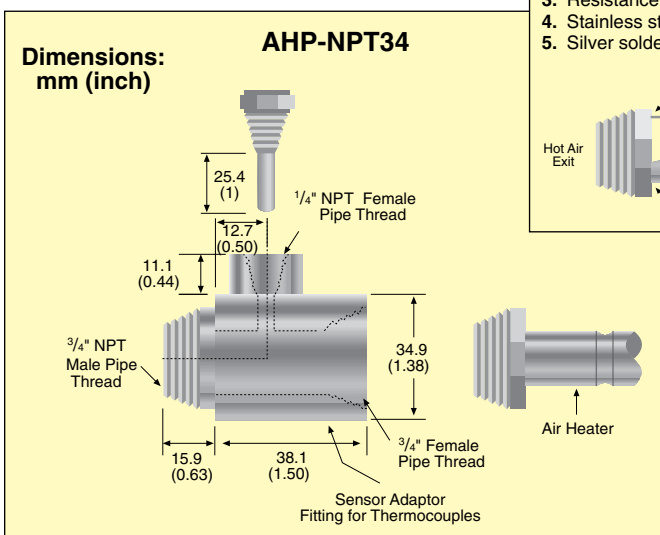 3. Resistance
4. Stainless
5. Silver
Hot Air
Exit
AHP-NPT34
Dimensions:
mm (inch)
25.4
(1)
1/4" NPT Female
Pipe Thread
12.7
(0.50)
11.1
(0.44)
3/4" NPT
Male Pipe
Thread
34.9
(1.38)
Air Heater
15.9
(0.63)
38.1
(1.50)
3/4" Female
Pipe Thread
Sensor Adaptor
Fitting for Thermocouples